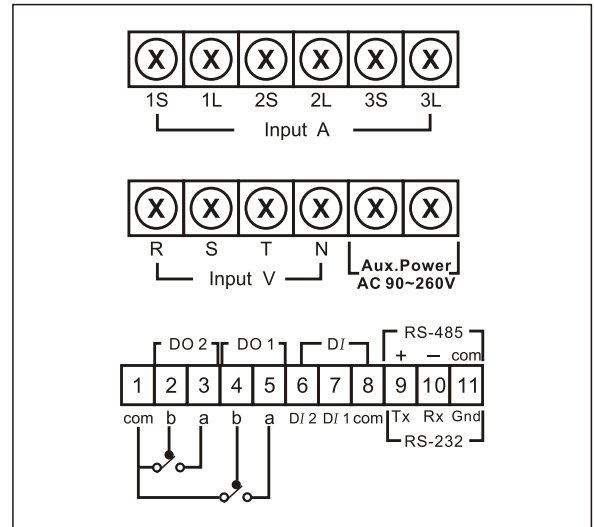 X X X X X X
1S 1L 2S 2L 3S 3L
Input A
X X X X X X
R S T N
Input V
Aux.Power
AC 90~260V
RS-485
DO 2 DO 1 DI
+ − com
1 2 3 4 5 6 7 8 9 10 11
com b a b a DI 2 DI 1 com Tx Rx Gnd
RS-232